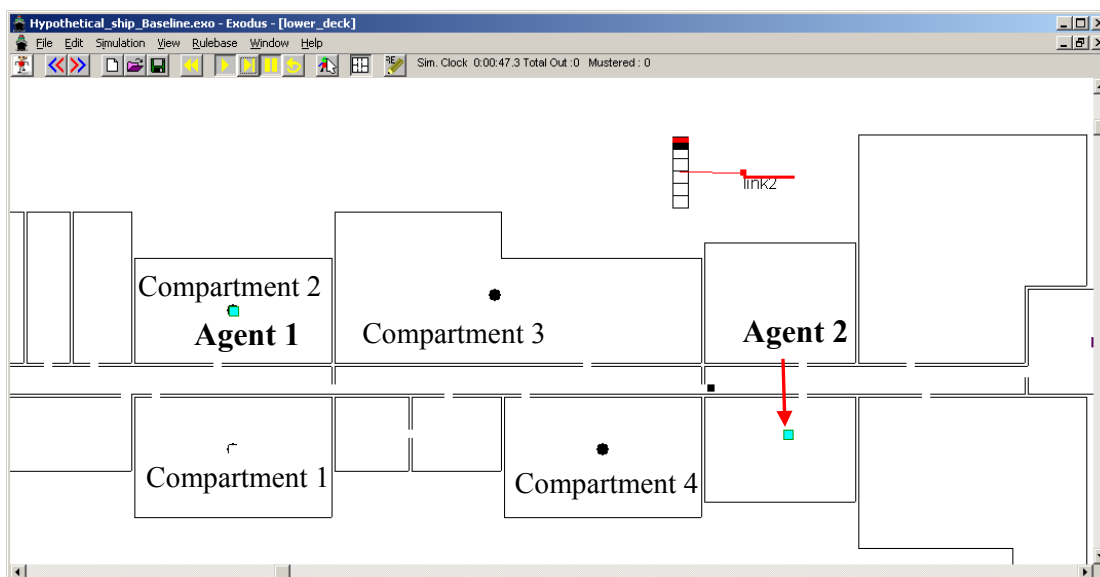 Hypothetical_ship_Baseline.exo - Exodus - [lower_deck]
File Edit Simulation View Rulebase Window Help
Sim. Clock 0:00:47.3 Total Out :0 Mustered : 0
link2
Compartment 2
Agent 1
Compartment 3
Agent 2
Compartment 1
Compartment 4